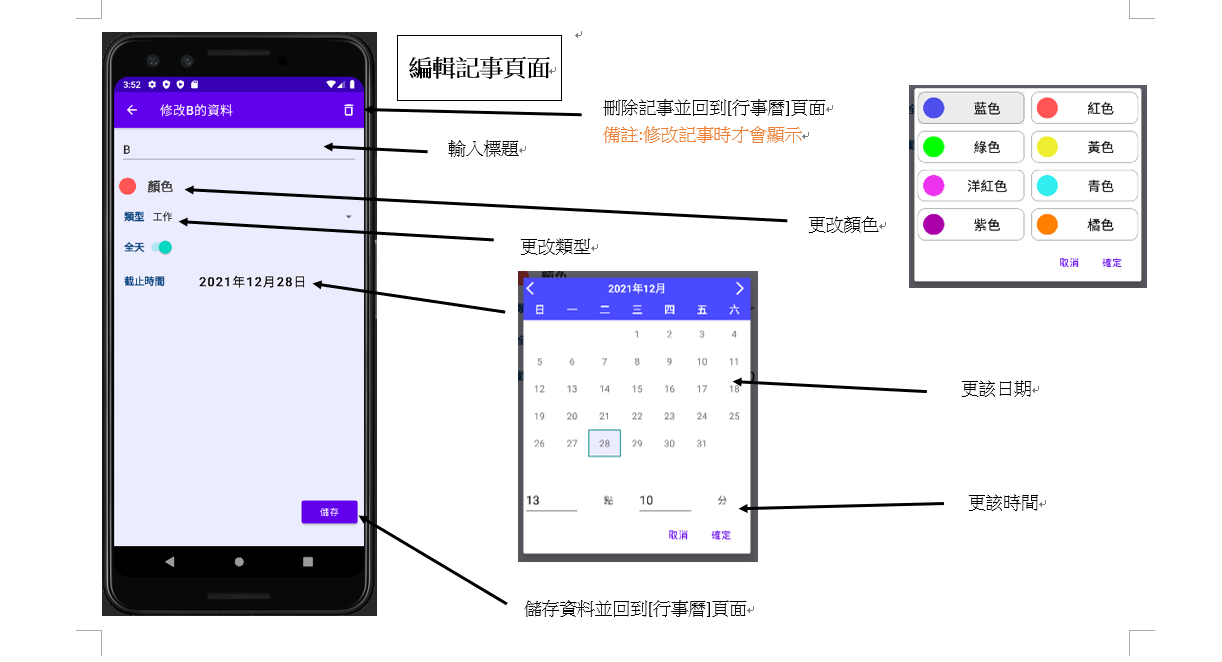 編輯記事頁面
3:52
修改B的資料
刪除記事並回到[行事曆]頁面
備註:修改記事時才會顯示
B
輸入標題
顏色
更改顏色
類型 工作
更改類型
全天
截止時間 2021年12月28日
藍色 紅色
綠色 黃色
洋紅色 青色
紫色 橘色
取消 確定
顏色
2021年12月
日 一 二 三 四 五 六
1 2 3 4
5 6 7 8 9 10 11
12 13 14 15 16 17 18
19 20 21 22 23 24 25
26 27 28 29 30 31
更該日期
13 點 10 分
更該時間
取消 確定
儲存
儲存資料並回到[行事曆]頁面